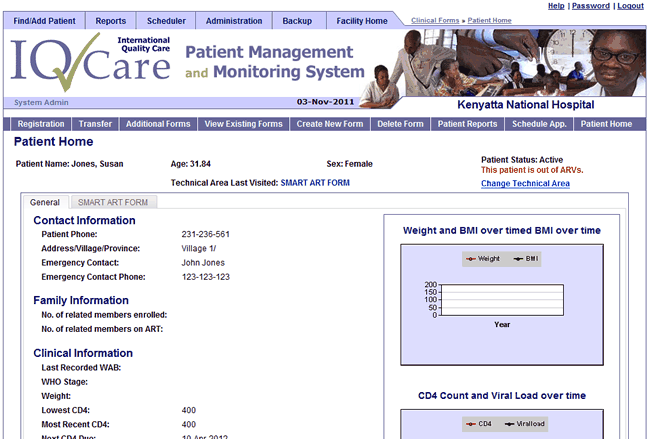 Help | Password | Logout
Find/Add Patient Reports Scheduler Administration Backup Facility Home Clinical Forms » Patient Home
International
Quality Care
IQCare
Patient Management
and Monitoring System
System Admin 03-Nov-2011 Kenyatta National Hospital
Registration Transfer Additional Forms View Existing Forms Create New Form Delete Form Patient Reports Schedule App. Patient Home
Patient Home
Patient Name: Jones, Susan Age: 31.84 Sex: Female Patient Status: Active
This patient is out of ARVs.
Technical Area Last Visited: SMART ART FORM Change Technical Area
General SMART ART FORM
Contact Information
Patient Phone: 231-236-561
Address/Village/Province: Village 1/
Emergency Contact: John Jones
Emergency Contact Phone: 123-123-123
Family Information
No. of related members enrolled:
No. of related members on ART:
Clinical Information
Last Recorded WAB:
WHO Stage:
Weight:
Lowest CD4: 400
Most Recent CD4: 400
Next CD4 Due: 10 Apr 2012
Weight and BMI over timed BMI over time
Weight BMI
200
150
100
50
0
Year
CD4 Count and Viral Load over time
CD4 Viralload